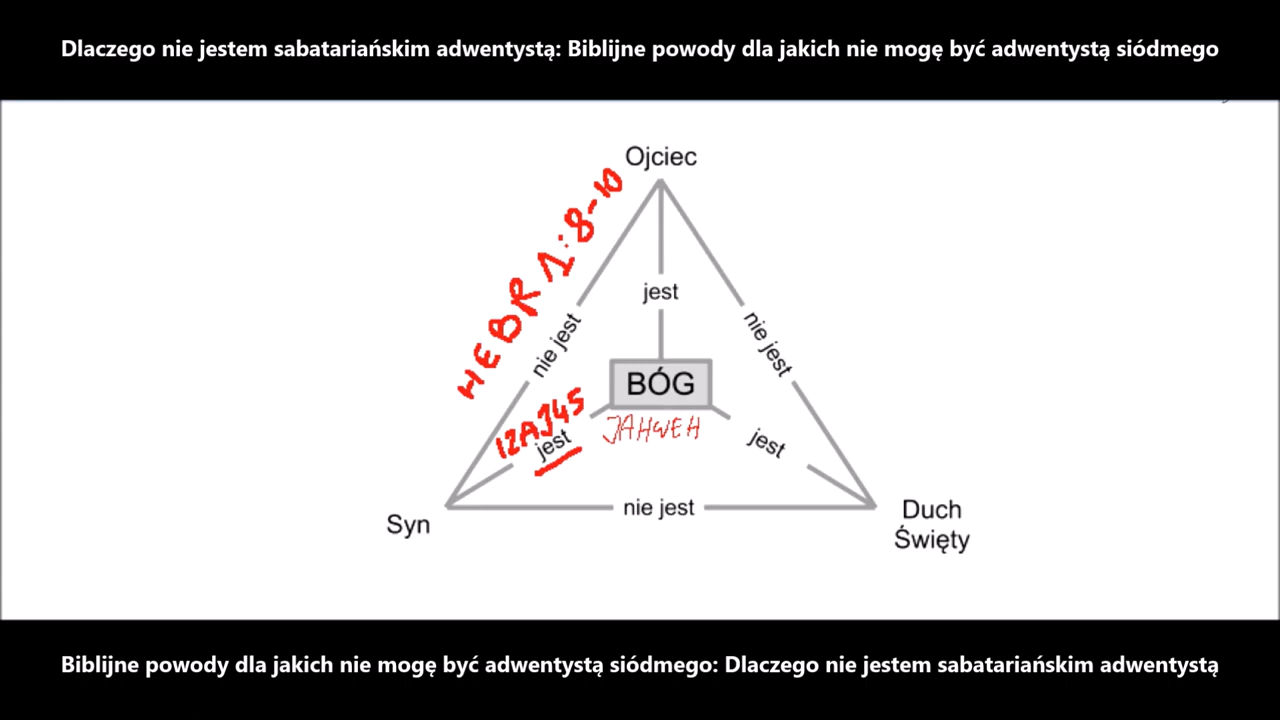 Dlaczego nie jestem sabatariańskim adwentystą: Biblijne powody dla jakich nie mogę być adwentystą siódmego
Ojciec
HEBR 1:8-10
jest
nie jest
nie jest
BÓG
IZAJ45
JAHWEH
jest
jest
Syn
nie jest
Duch
Święty
Biblijne powody dla jakich nie mogę być adwentystą siódmego: Dlaczego nie jestem sabatariańskim adwentystą